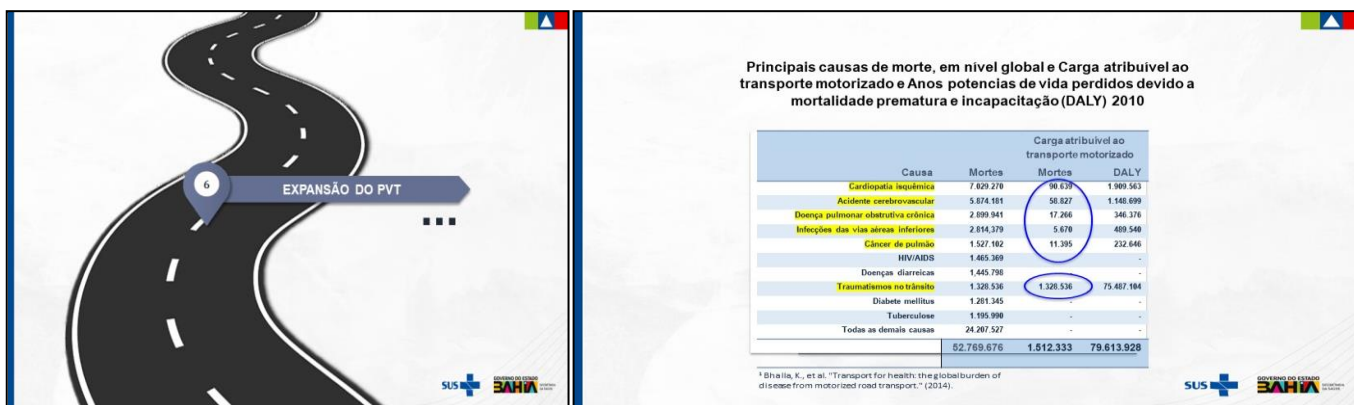 6
EXPANSÃO DO PVT
SUS
GOVERNO DO ESTADO
BAHIA
Principais causas de morte, em nível global e Carga atribuível ao
transporte motorizado e Anos potencias de vida perdidos devido a
mortalidade prematura e incapacitação (DALY) 2010
Carga atribuível ao
transporte motorizado
Causa Mortes Mortes DALY
Cardiopatia isquêmica 7.029.270 90.639 1.909.563
Acidente cerebrovascular 5.874.181 58.827 1.148.699
Doença pulmonar obstrutiva crônica 2.899.941 17.266 346.376
Infecções das vias aéreas inferiores 2.814,379 5.670 489.540
Câncer de pulmão 1.527.102 11.395 232.646
HIV/AIDS 1.465.369 -
Doenças diarreicas 1,445.798 - -
Traumatismos no trânsito 1.328.536 1.328.536 75.487.104
Diabete mellitus 1.281.345 - -
Tuberculose 1.195.990 - -
Todas as demais causas 24.207.527 - -
52.769.676 1.512.333 79.613.928
¹ Bhalla, K., et al. "Transport for health: the global burden of
disease from motorized road transport." (2014).
SUS
GOVERNO DO ESTADO
BAHIA